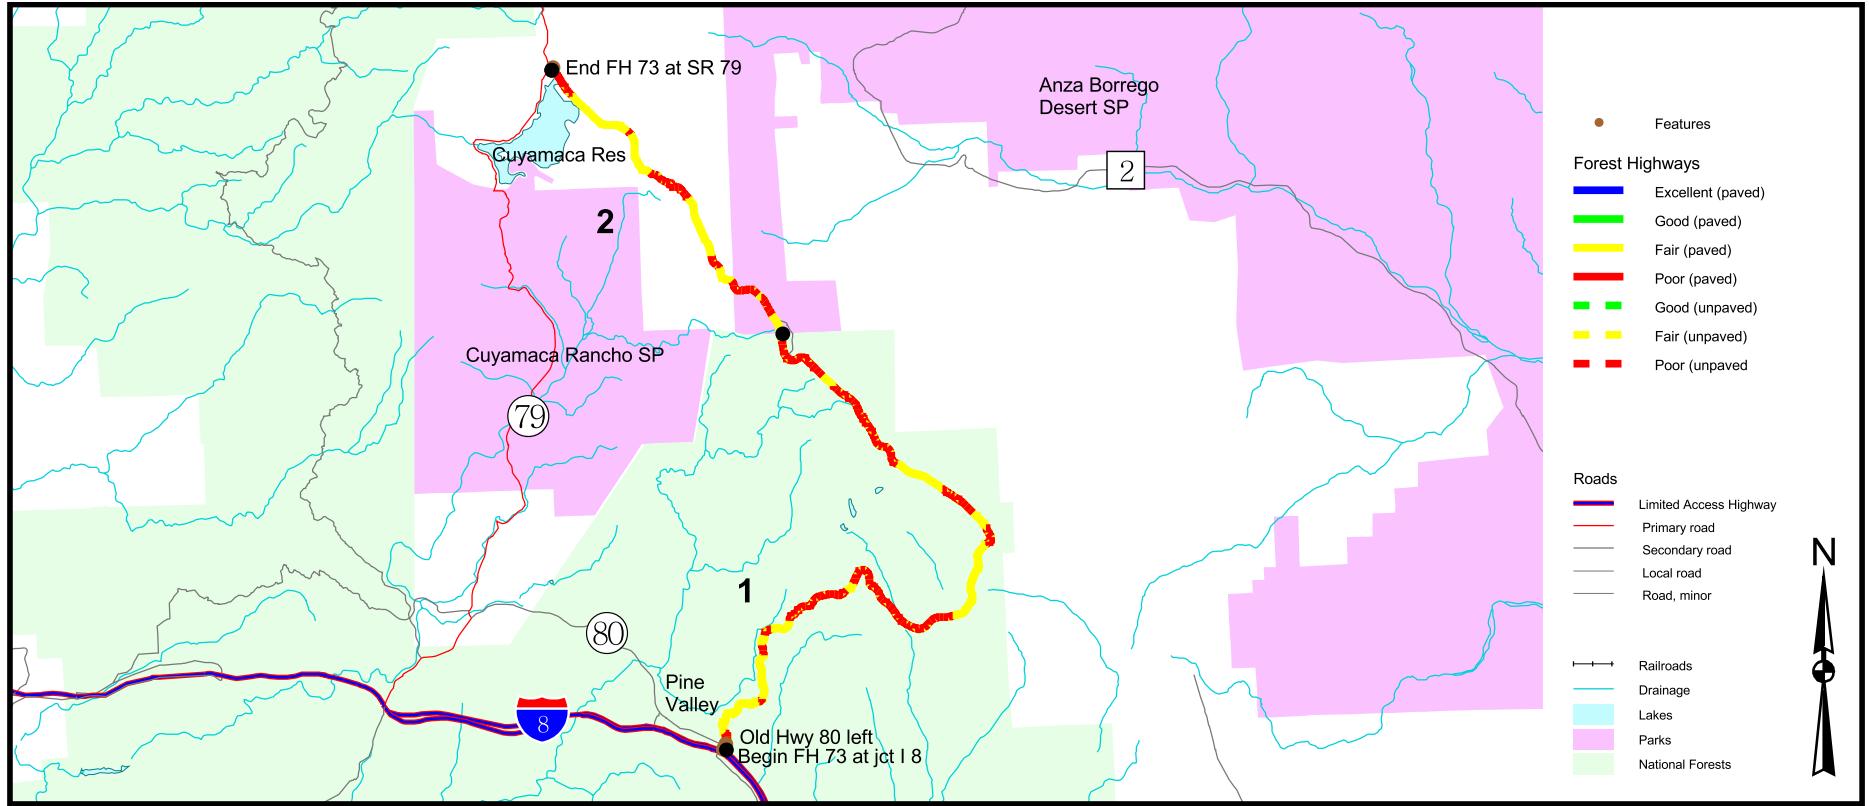 End FH 73 at SR 79
Anza Borrego
Desert SP
Cuyamaca Res
2
2
Cuyamaca Rancho SP
79
1
80
Pine
Valley
8
Old Hwy 80 left
Begin FH 73 at jct I 8
Features
Forest Highways
Excellent (paved)
Good (paved)
Fair (paved)
Poor (paved)
Good (unpaved)
Fair (unpaved)
Poor (unpaved
Roads
Limited Access Highway
Primary road
Secondary road
Local road
Road, minor
N
Railroads
Drainage
Lakes
Parks
National Forests